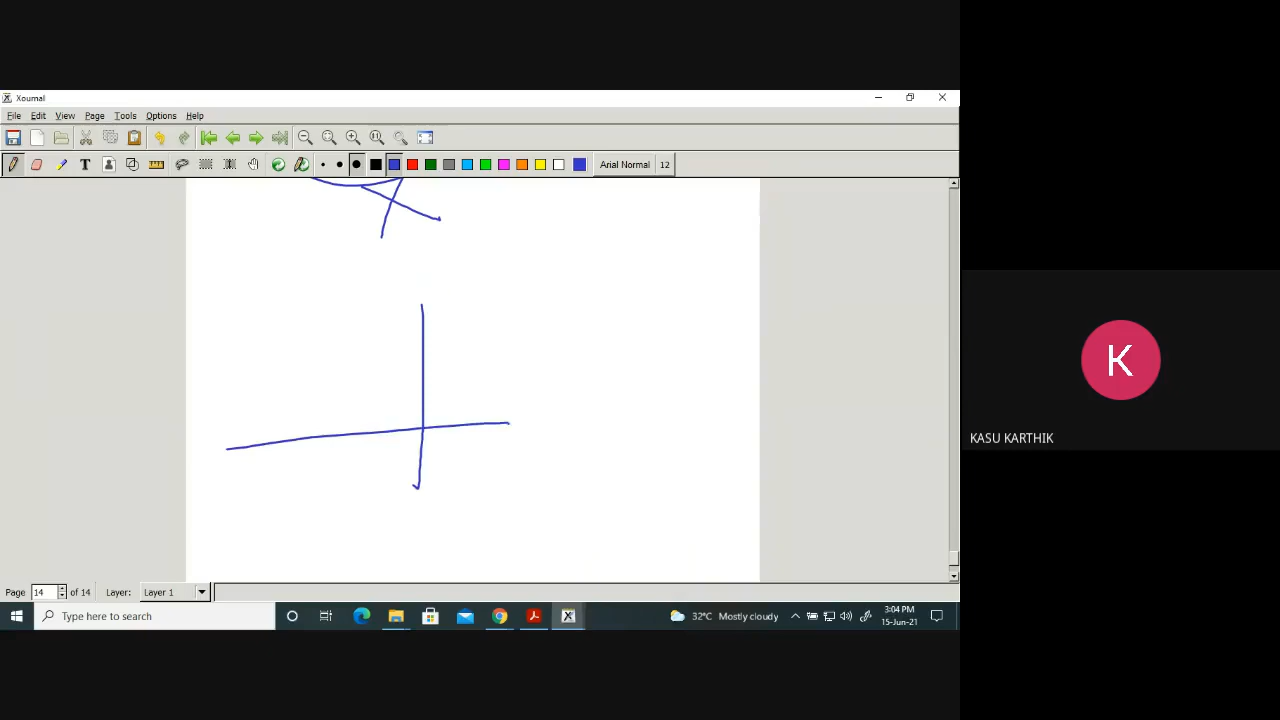 Xournal
File Edit View Page Tools Options Help
T Arial Normal 12
K
KASU KARTHIK
Page 14 of 14 Layer: Layer 1
Type here to search 32°C Mostly cloudy 3:04 PM
15-Jun-21